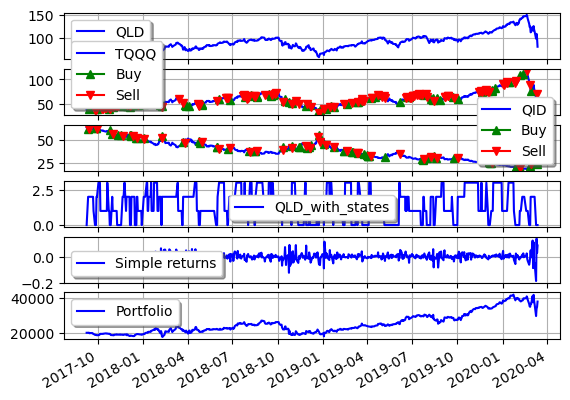 150
100
QLD
TQQQ
Buy
Sell
100
50
QID
Buy
Sell
50
25
2.5
0.0
QLD_with_states
0.0
−0.2
Simple returns
40000
20000
Portfolio
2017-10
2018-01
2018-04
2018-07
2018-10
2019-01
2019-04
2019-07
2019-10
2020-01
2020-04